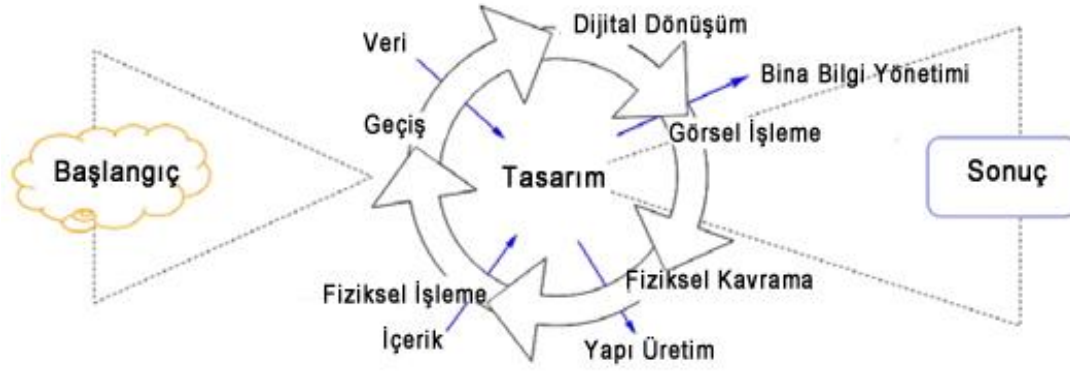 Veri
Dijital Dönüşüm
Bina Bilgi Yönetimi
Geçiş
Görsel İşleme
Başlangıç
Tasarım
Sonuç
Fiziksel İşleme
Fiziksel Kavrama
İçerik
Yapı Üretim